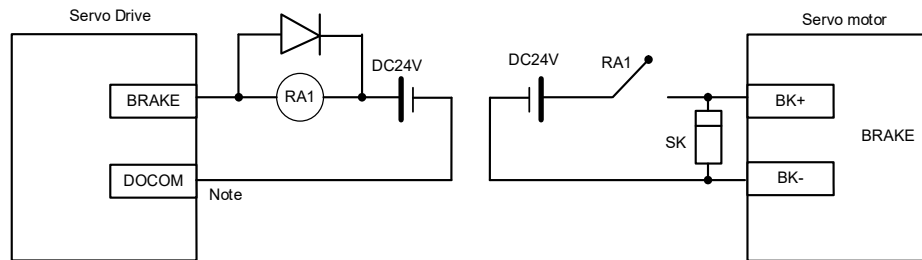 Servo Drive
Servo motor
DC24V
DC24V
RA1
BRAKE
RA1
BK+
SK
BRAKE
DOCOM
Note
BK-